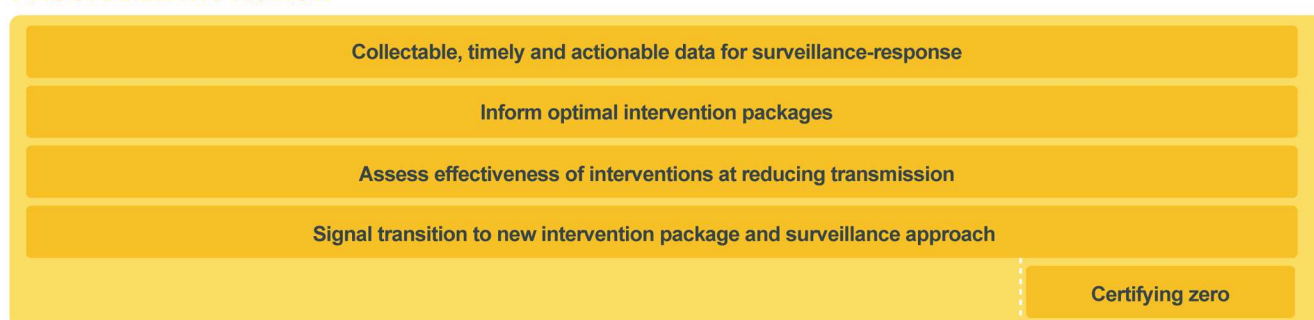 Collectable, timely and actionable data for surveillance-response
Inform optimal intervention packages
Assess effectiveness of interventions at reducing transmission
Signal transition to new intervention package and surveillance approach
Certifying zero